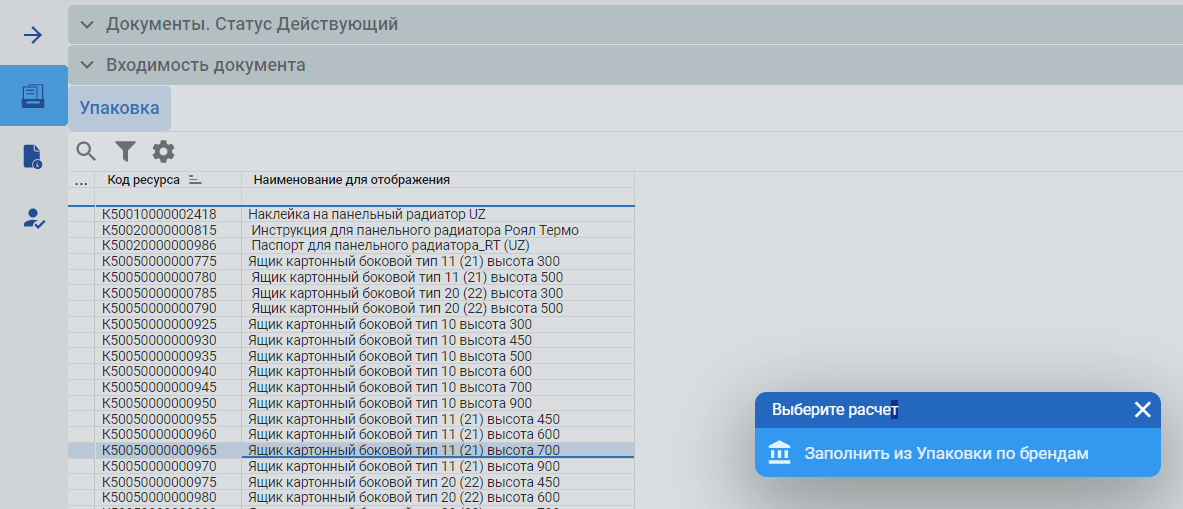 Документы. Статус Действующий
Входимость документа
Упаковка
... Код ресурса Наименование для отображения
K50010000002418 Наклейка на панельный радиатор UZ
K50020000000815 Инструкция для панельного радиатора Роял Термо
K50020000000986 Паспорт для панельного радиатора_RT (UZ)
K50050000000775 Ящик картонный боковой тип 11 (21) высота 300
K50050000000780 Ящик картонный боковой тип 11 (21) высота 500
K50050000000785 Ящик картонный боковой тип 20 (22) высота 300
K50050000000790 Ящик картонный боковой тип 20 (22) высота 500
K50050000000925 Ящик картонный боковой тип 10 высота 300
K50050000000930 Ящик картонный боковой тип 10 высота 450
K50050000000935 Ящик картонный боковой тип 10 высота 500
K50050000000940 Ящик картонный боковой тип 10 высота 600
K50050000000945 Ящик картонный боковой тип 10 высота 700
K50050000000950 Ящик картонный боковой тип 10 высота 900
K50050000000955 Ящик картонный боковой тип 11 (21) высота 450
K50050000000960 Ящик картонный боковой тип 11 (21) высота 600
K50050000000965 Ящик картонный боковой тип 11 (21) высота 700
K50050000000970 Ящик картонный боковой тип 11 (21) высота 900
K50050000000975 Ящик картонный боковой тип 20 (22) высота 450
K50050000000980 Ящик картонный боковой тип 20 (22) высота 600
Выберите расчет
Заполнить из Упаковки по брендам